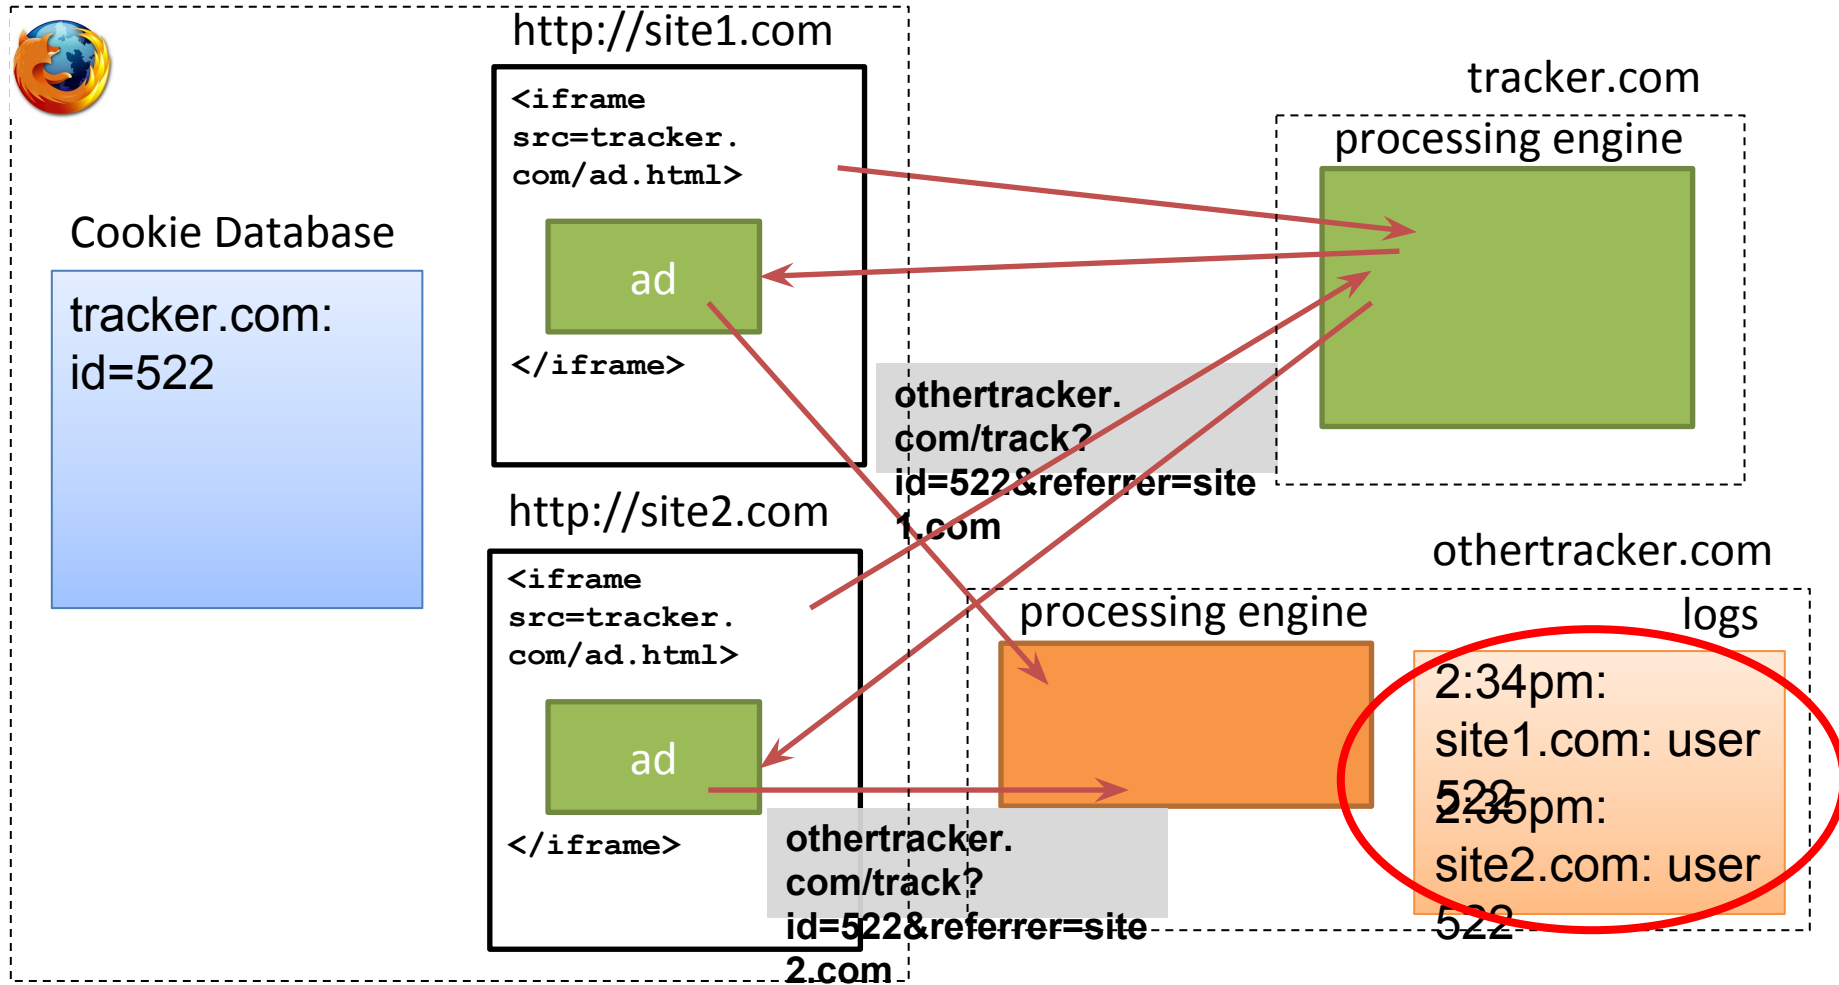 http://site1.com
<iframe
src=tracker.
com/ad.html>
ad
</iframe>
tracker.com
processing engine
Cookie Database
tracker.com:
id=522
othertracker.
com/track?
id=522&referrer=site
1.com
http://site2.com
<iframe
src=tracker.
com/ad.html>
ad
</iframe>
othertracker.
com/track?
id=522&referrer=site
2.com
othertracker.com
processing engine
logs
2:34pm:
site1.com: user
522
2:35pm:
site2.com: user
522